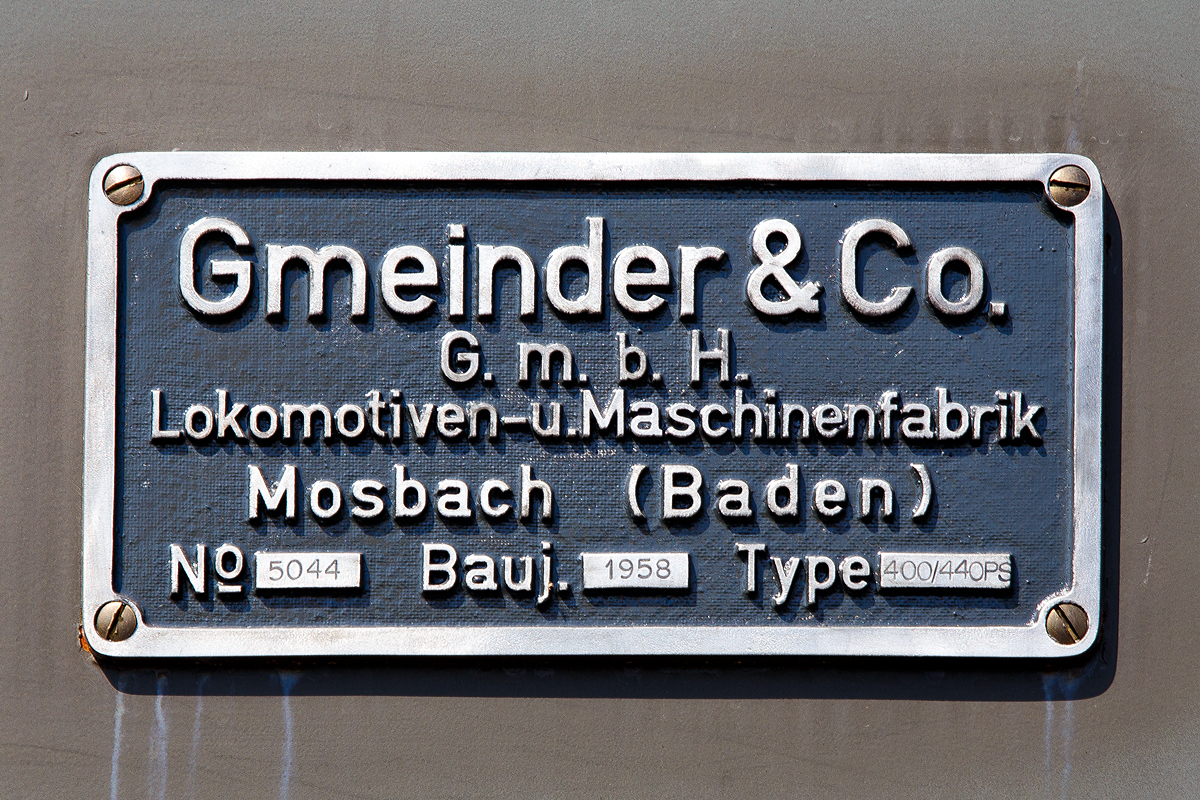 Gmeinder & Co.
G. m. b. H.
Lokomotiven-u. Maschinenfabrik
Mosbach (Baden)
Nº 5044 Bauj. 1958 Type 400/440PS